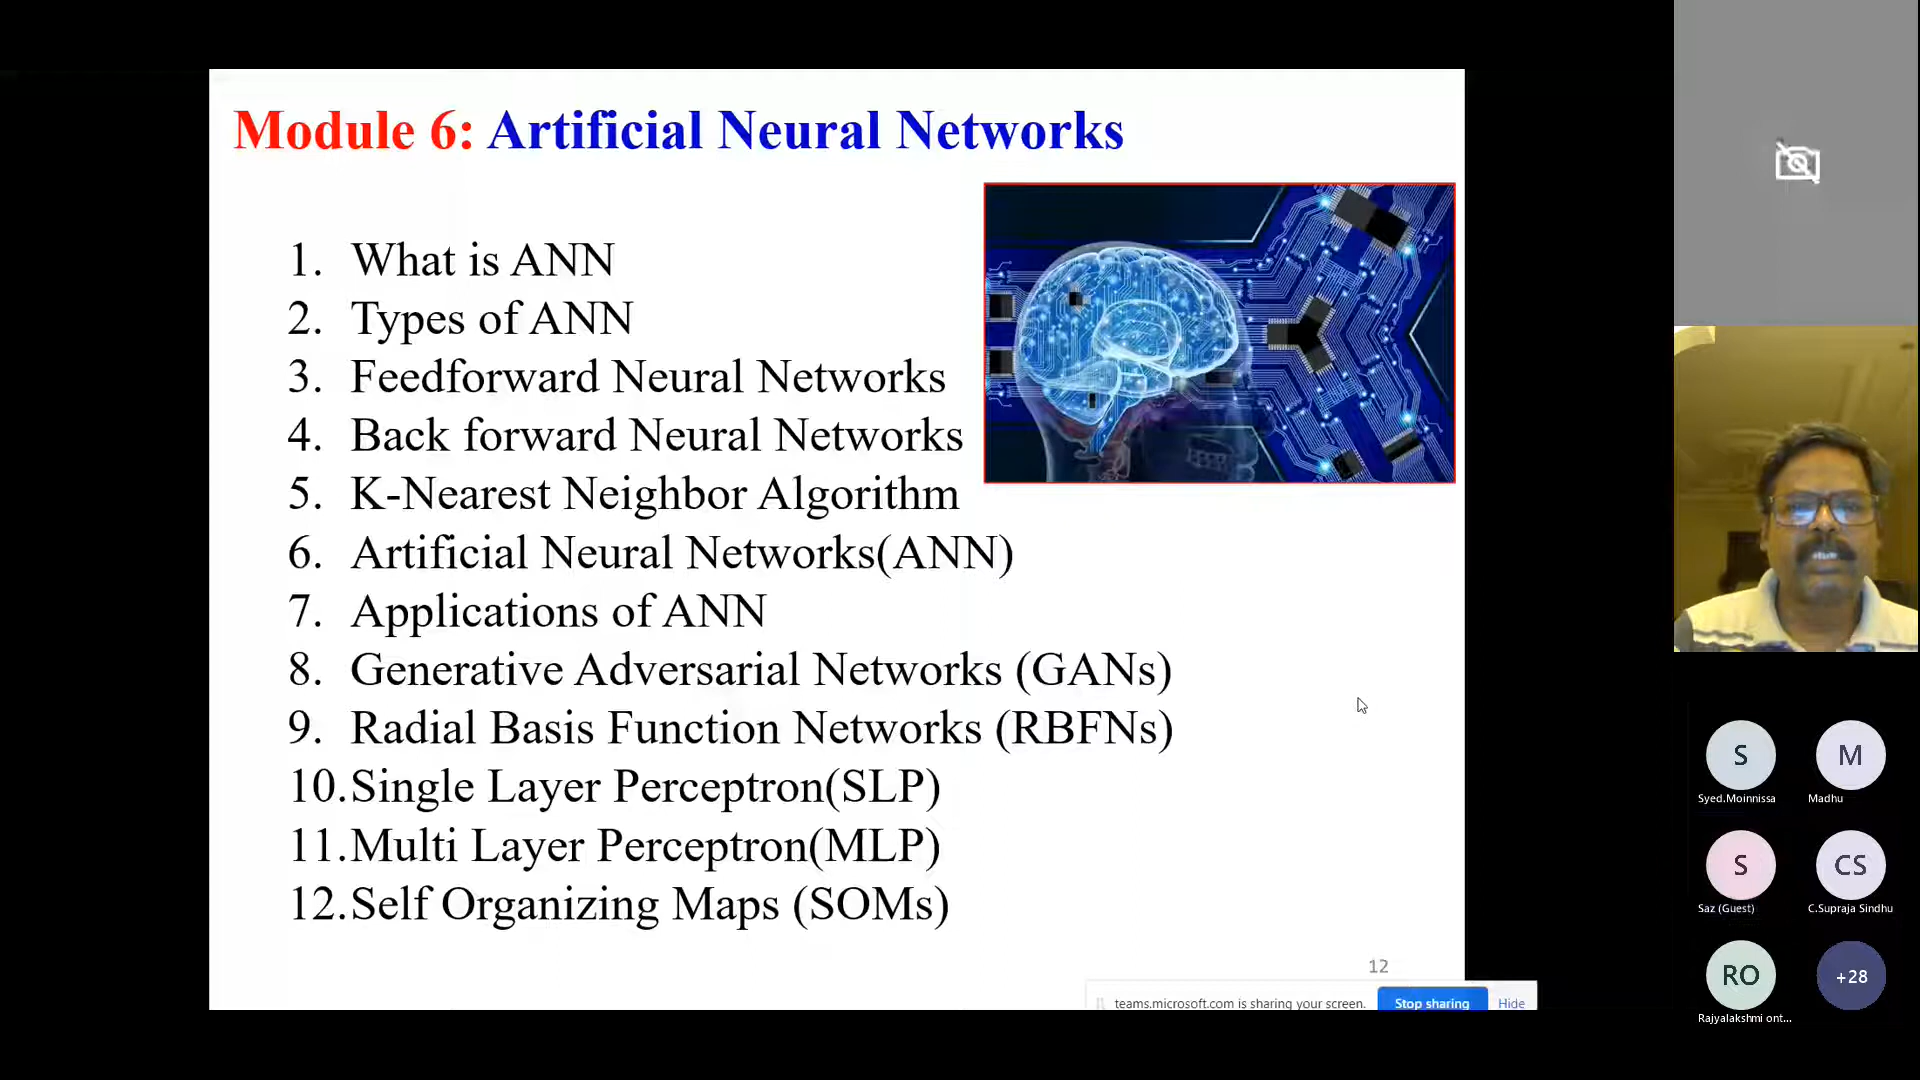 Module 6: Artificial Neural Networks
1. What is ANN
2. Types of ANN
3. Feedforward Neural Networks
4. Back forward Neural Networks
5. K-Nearest Neighbor Algorithm
6. Artificial Neural Networks(ANN)
7. Applications of ANN
8. Generative Adversarial Networks (GANs)
9. Radial Basis Function Networks (RBFNs)
10.Single Layer Perceptron(SLP)
11.Multi Layer Perceptron(MLP)
12.Self Organizing Maps (SOMs)
12
teams.microsoft.com is sharing your screen. Stop sharing Hide
S M
Syed.Moinnissa Madhu
S CS
Saz (Guest) C.Supraja Sindhu
RO +28
Rajyalakshmi ont...